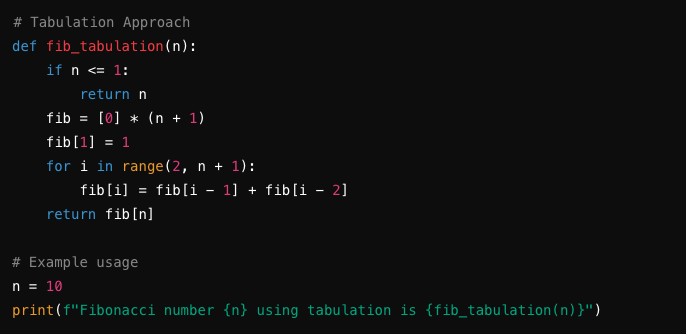 # Tabulation Approach
def fib_tabulation(n):
    if n <= 1:
        return n
    fib = [0] * (n + 1)
    fib[1] = 1
    for i in range(2, n + 1):
        fib[i] = fib[i − 1] + fib[i − 2]
    return fib[n]

# Example usage
n = 10
print(f"Fibonacci number {n} using tabulation is {fib_tabulation(n)}")